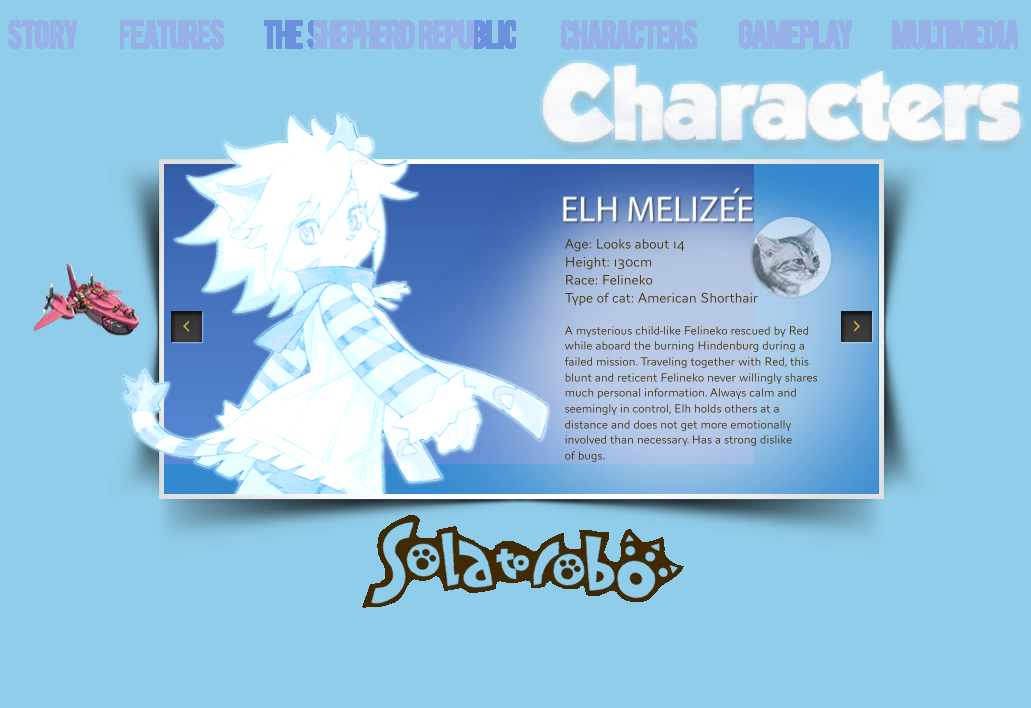 STORY FEATURES THE SHEPHERD REPUBLIC CHARACTERS GAMEPLAY MULTIMEDIA
Characters
ELH MELIZÉE
Age: Looks about 14
Height: 130cm
Race: Felineko
Type of cat: American Shorthair
A mysterious child-like Felineko rescued by Red
while aboard the burning Hindenburg during a
failed mission. Traveling together with Red, this
blunt and reticent Felineko never willingly shares
much personal information. Always calm and
seemingly in control, Elh holds others at a
distance and does not get more emotionally
involved than necessary. Has a strong dislike
of bugs.
Solatorobo